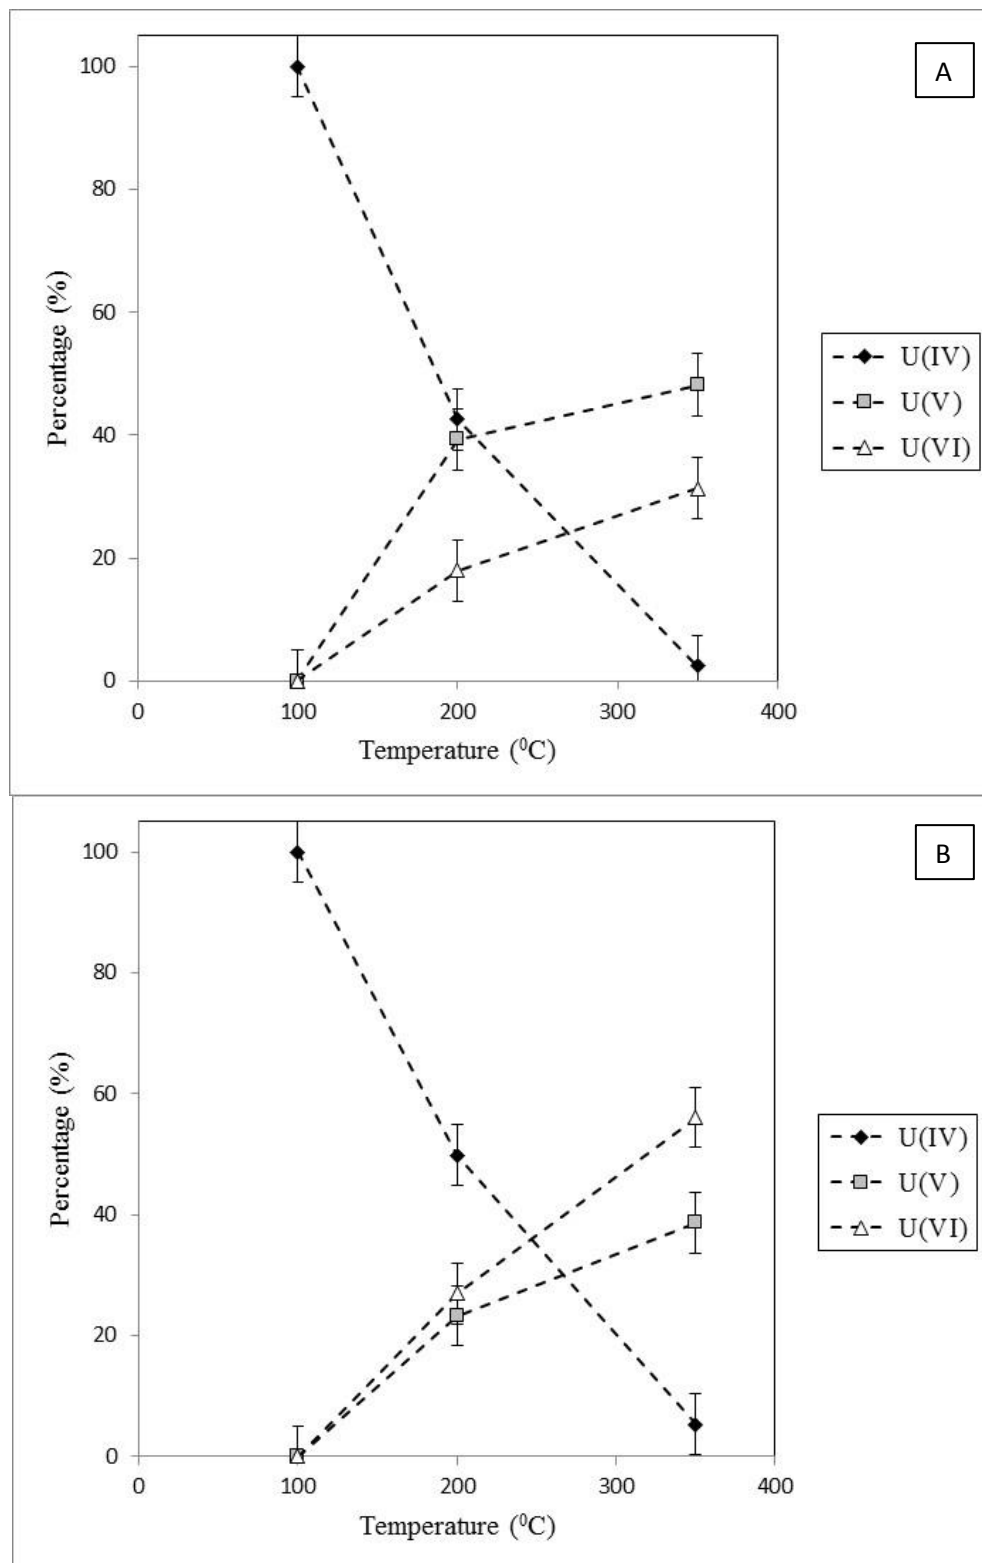 A
100
80
60
40
20
0
Percentage (%)
0 100 200 300 400
Temperature (⁰C)
U(IV)
U(V)
U(VI)
B
100
80
60
40
20
0
Percentage (%)
0 100 200 300 400
Temperature (⁰C)
U(IV)
U(V)
U(VI)